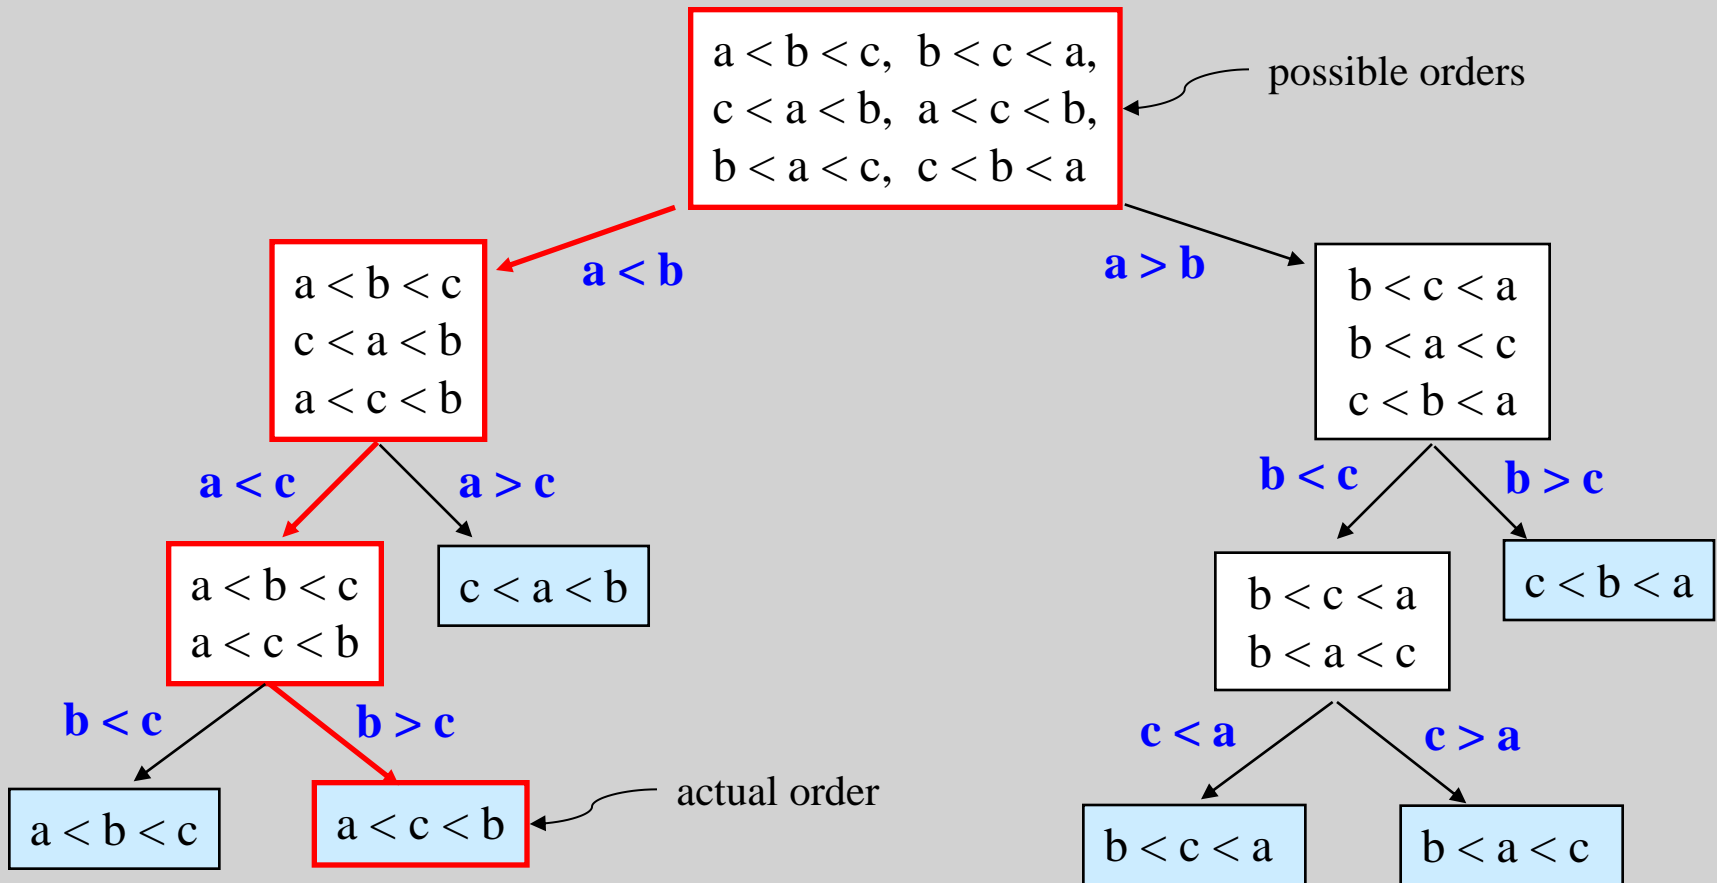 a < b < c, b < c < a,
c < a < b, a < c < b,
b < a < c, c < b < a
possible orders
a < b
a > b
a < b < c
c < a < b
a < c < b
b < c < a
b < a < c
c < b < a
a < c
a > c
b < c
b > c
a < b < c
a < c < b
c < a < b
b < c < a
b < a < c
c < b < a
b < c
b > c
c < a
c > a
a < b < c
a < c < b
actual order
b < c < a
b < a < c